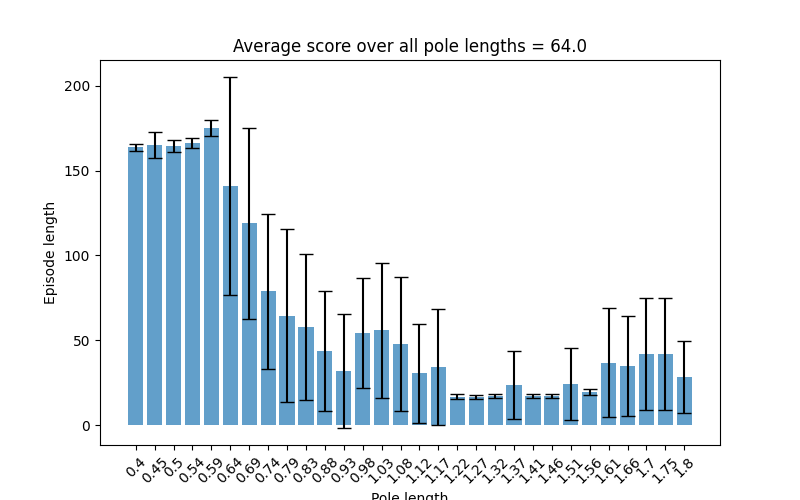 Average score over all pole lengths = 64.0
Episode length
200
150
100
50
0
0.4 0.45 0.5 0.54 0.59 0.64 0.69 0.74 0.79 0.83 0.88 0.93 0.98 1.03 1.08 1.12 1.17 1.22 1.27 1.32 1.37 1.41 1.46 1.51 1.56 1.61 1.66 1.7 1.75 1.8
Pole length